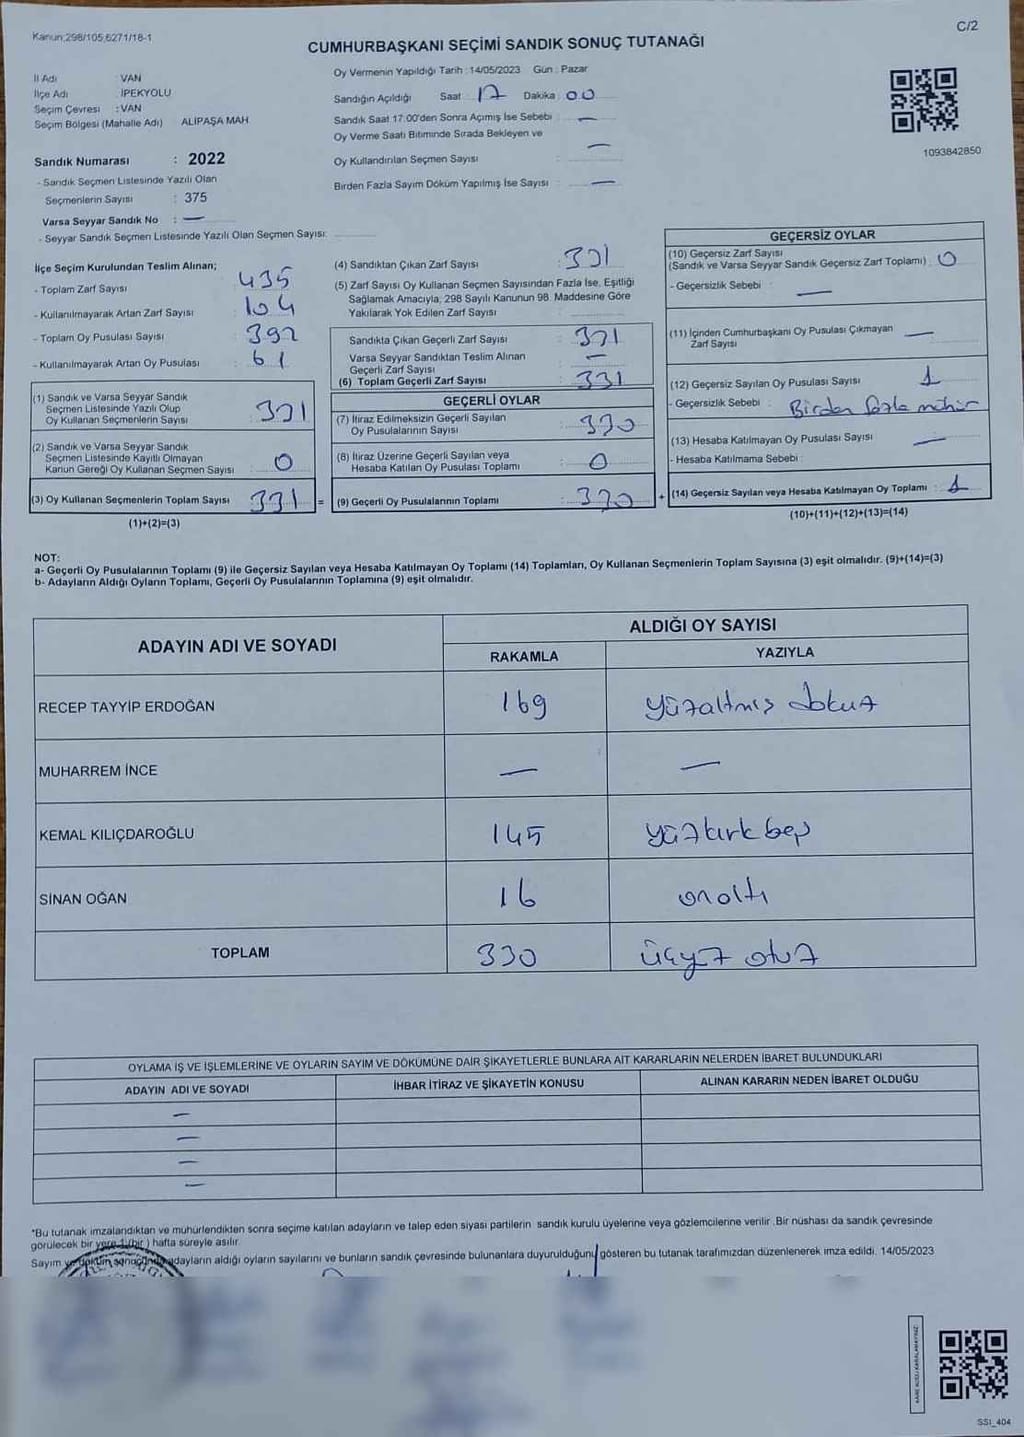 Kanun;298/105,6271/18-1
C/2
CUMHURBAŞKANI SEÇİMİ SANDIK SONUÇ TUTANAĞI
İl Adı : VAN
İlçe Adı : İPEKYOLU
Seçim Çevresi : VAN
Seçim Bölgesi (Mahalle Adı) ALİPAŞA MAH
Sandık Numarası : 2022
- Sandık Seçmen Listesinde Yazılı Olan
Seçmenlerin Sayısı : 375
Varsa Seyyar Sandık No : —
- Seyyar Sandık Seçmen Listesinde Yazılı Olan Seçmen Sayısı:
Oy Vermenin Yapıldığı Tarih : 14/05/2023 Gün : Pazar
Sandığın Açıldığı Saat 17 Dakika 00
Sandık Saat 17:00'den Sonra Açılmış İse Sebebi —
Oy Verme Saati Bitiminde Sırada Bekleyen ve
Oy Kullandırılan Seçmen Sayısı —
Birden Fazla Sayım Döküm Yapılmış İse Sayısı —
1093842850
İlçe Seçim Kurulundan Teslim Alınan;
- Toplam Zarf Sayısı 435
- Kullanılmayarak Artan Zarf Sayısı 104
- Toplam Oy Pusulası Sayısı 392
- Kullanılmayarak Artan Oy Pusulası 61
(1) Sandık ve Varsa Seyyar Sandık
Seçmen Listesinde Yazılı Olup
Oy Kullanan Seçmenlerin Sayısı : 331
(2) Sandık ve Varsa Seyyar Sandık
Seçmen Listesinde Kayıtlı Olmayan
Kanun Gereği Oy Kullanan Seçmen Sayısı : 0
(3) Oy Kullanan Seçmenlerin Toplam Sayısı 331 =
(1)+(2)=(3)
(4) Sandıktan Çıkan Zarf Sayısı : 331
(5) Zarf Sayısı Oy Kullanan Seçmen Sayısından Fazla İse, Eşitliği
Sağlamak Amacıyla, 298 Sayılı Kanunun 98. Maddesine Göre
Yakılarak Yok Edilen Zarf Sayısı :
Sandıkta Çıkan Geçerli Zarf Sayısı : 331
Varsa Seyyar Sandıktan Teslim Alınan
Geçerli Zarf Sayısı : —
(6) Toplam Geçerli Zarf Sayısı : 331
GEÇERLİ OYLAR
(7) İtiraz Edilmeksizin Geçerli Sayılan
Oy Pusulalarının Sayısı : 330
(8) İtiraz Üzerine Geçerli Sayılan veya
Hesaba Katılan Oy Pusulası Toplamı : 0
(9) Geçerli Oy Pusulalarının Toplamı : 330 +
GEÇERSİZ OYLAR
(10) Geçersiz Zarf Sayısı
(Sandık ve Varsa Seyyar Sandık Geçersiz Zarf Toplamı) : 0
- Geçersizlik Sebebi : —
(11) İçinden Cumhurbaşkanı Oy Pusulası Çıkmayan
Zarf Sayısı —
(12) Geçersiz Sayılan Oy Pusulası Sayısı 1
- Geçersizlik Sebebi : Birden fazla mühür
(13) Hesaba Katılmayan Oy Pusulası Sayısı —
- Hesaba Katılmama Sebebi :
(14) Geçersiz Sayılan veya Hesaba Katılmayan Oy Toplamı : 1
(10)+(11)+(12)+(13)=(14)
NOT:
a- Geçerli Oy Pusulalarının Toplamı (9) ile Geçersiz Sayılan veya Hesaba Katılmayan Oy Toplamı (14) Toplamları, Oy Kullanan Seçmenlerin Toplam Sayısına (3) eşit olmalıdır. (9)+(14)=(3)
b- Adayların Aldığı Oyların Toplamı, Geçerli Oy Pusulalarının Toplamına (9) eşit olmalıdır.
ADAYIN ADI VE SOYADI
ALDIĞI OY SAYISI
RAKAMLA YAZIYLA
RECEP TAYYİP ERDOĞAN 169 yüzaltmış dokuz
MUHARREM İNCE — —
KEMAL KILIÇDAROĞLU 145 yüzkırk beş
SİNAN OĞAN 16 onaltı
TOPLAM 330 üçyüz otuz
OYLAMA İŞ VE İŞLEMLERİNE VE OYLARIN SAYIM VE DÖKÜMÜNE DAİR ŞİKAYETLERLE BUNLARA AİT KARARLARIN NELERDEN İBARET BULUNDUKLARI
ADAYIN ADI VE SOYADI İHBAR İTİRAZ VE ŞİKAYETİN KONUSU ALINAN KARARIN NEDEN İBARET OLDUĞU
—
—
—
—
*Bu tutanak imzalandıktan ve mühürlendikten sonra seçime katılan adayların ve talep eden siyasi partilerin sandık kurulu üyelerine veya gözlemcilerine verilir. Bir nüshası da sandık çevresinde
görülecek bir yere 1 (bir) hafta süreyle asılır.
Sayım ve döküm sonucunda adayların aldığı oyların sayılarını ve bunların sandık çevresinde bulunanlara duyurulduğunu gösteren bu tutanak tarafımızdan düzenlenerek imza edildi. 14/05/2023
SSI_404